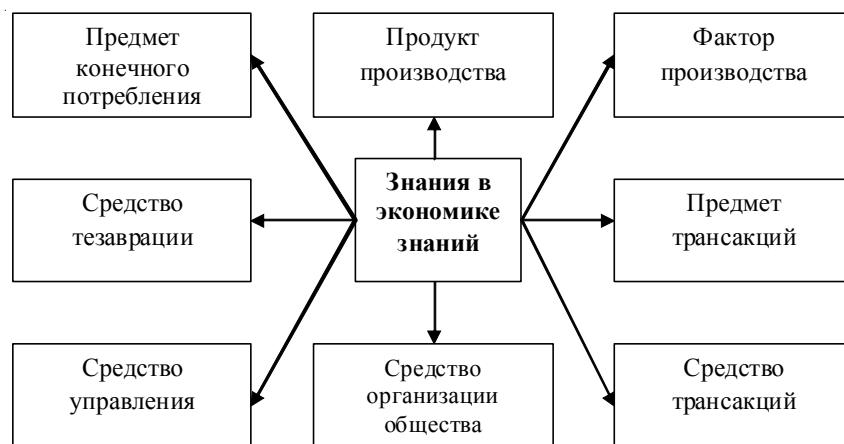 Предмет
конечного
потребления
Продукт
производства
Фактор
производства
Средство
тезаврации
Знания в
экономике
знаний
Предмет
трансакций
Средство
управления
Средство
организации
общества
Средство
трансакций